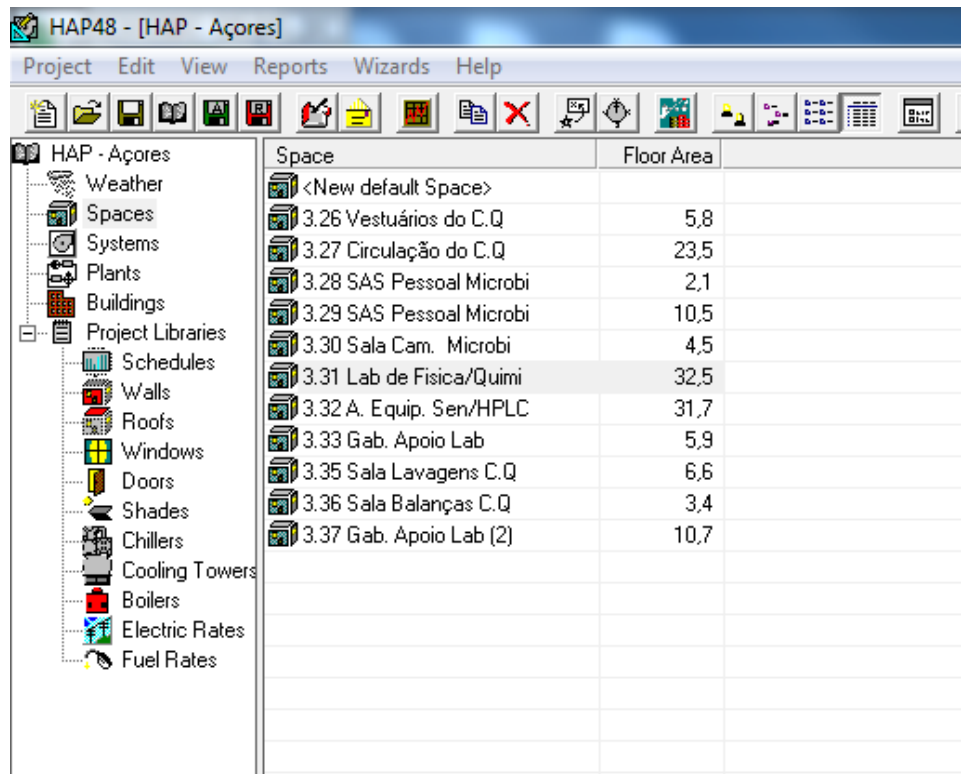 HAP48 - [HAP - Açores]
Project Edit View Reports Wizards Help
HAP - Açores
Weather
Spaces
Systems
Plants
Buildings
Project Libraries
Schedules
Walls
Roofs
Windows
Doors
Shades
Chillers
Cooling Towers
Boilers
Electric Rates
Fuel Rates
Space Floor Area
<New default Space>
3.26 Vestuários do C.Q 5,8
3.27 Circulação do C.Q 23,5
3.28 SAS Pessoal Microbi 2,1
3.29 SAS Pessoal Microbi 10,5
3.30 Sala Cam. Microbi 4,5
3.31 Lab de Fisica/Quimi 32,5
3.32 A. Equip. Sen/HPLC 31,7
3.33 Gab. Apoio Lab 5,9
3.35 Sala Lavagens C.Q 6,6
3.36 Sala Balanças C.Q 3,4
3.37 Gab. Apoio Lab (2) 10,7